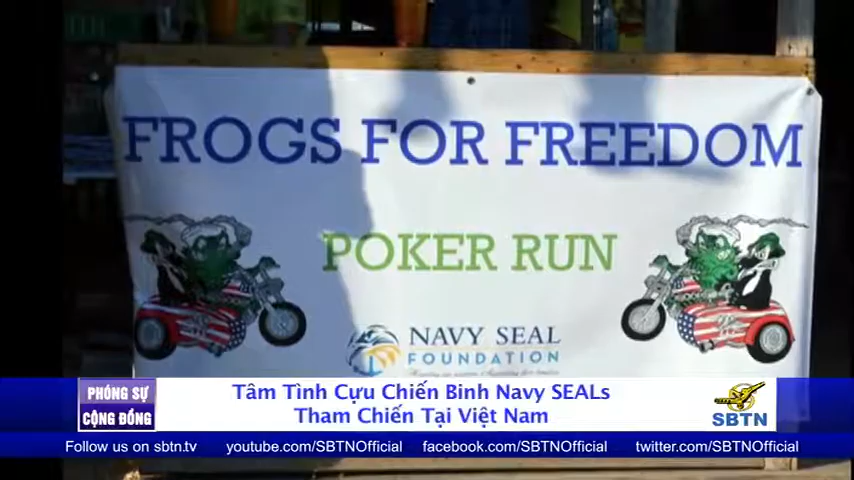 FROGS FOR FREEDOM
POKER RUN
NAVY SEAL
FOUNDATION
PHÓNG SỰ
CỘNG ĐỒNG
Tâm Tình Cựu Chiến Binh Navy SEALs
Tham Chiến Tại Việt Nam
SBTN
Follow us on sbtn.tv youtube.com/SBTNOfficial facebook.com/SBTNOfficial twitter.com/SBTNOfficial